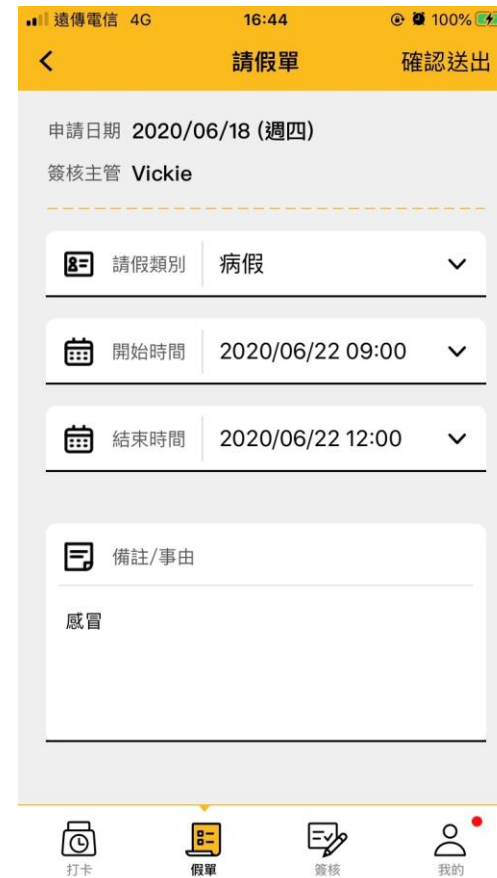 遠傳電信 4G 16:44 100%
請假單 確認送出
申請日期 2020/06/18 (週四)
簽核主管 Vickie
請假類別 病假
開始時間 2020/06/22 09:00
結束時間 2020/06/22 12:00
備註/事由
感冒
打卡 假單 簽核 我的